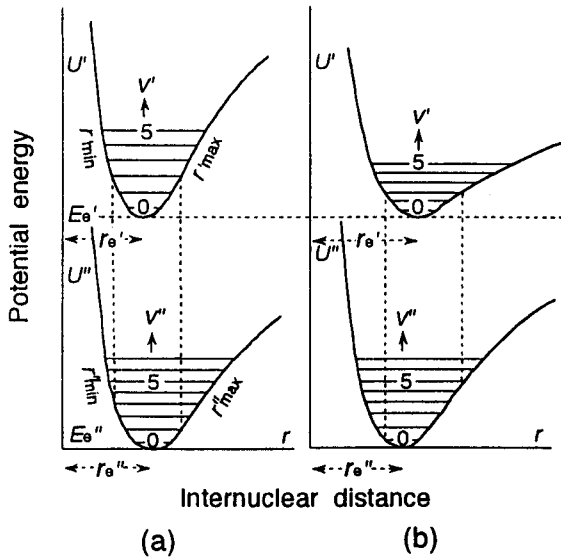 Potential energy
U'
v'
5
r'min
r'max
0
Ee'
re'
U"
v"
5
r"min
r"max
0
Ee"
r
re"
U'
v'
5
0
re'
U"
v"
5
0
r
re"
Internuclear distance
(a)
(b)